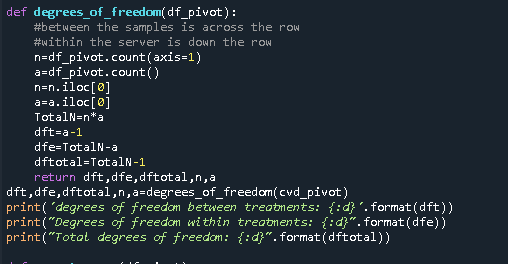 def degrees_of_freedom(df_pivot):
    #between the samples is across the row
    #within the server is down the row
    n=df_pivot.count(axis=1)
    a=df_pivot.count()
    n=n.iloc[0]
    a=a.iloc[0]
    TotalN=n*a
    dft=a-1
    dfe=TotalN-a
    dftotal=TotalN-1
    return dft,dfe,dftotal,n,a
dft,dfe,dftotal,n,a=degrees_of_freedom(cvd_pivot)
print('degrees of freedom between treatments: {:d}'.format(dft))
print("Degrees of freedom within treatments: {:d}".format(dfe))
print("Total degrees of freedom: {:d}".format(dftotal))